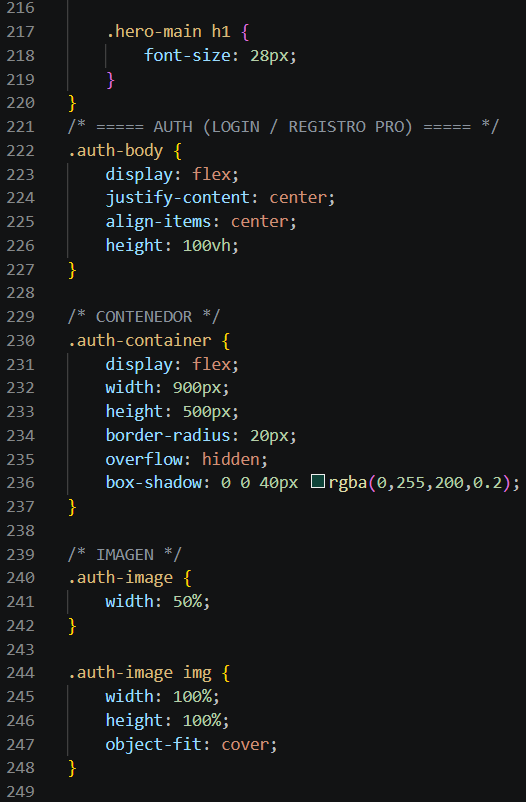 216
217 .hero-main h1 {
218 font-size: 28px;
219 }
220 }
221 /* ===== AUTH (LOGIN / REGISTRO PRO) ===== */
222 .auth-body {
223 display: flex;
224 justify-content: center;
225 align-items: center;
226 height: 100vh;
227 }
228
229 /* CONTENEDOR */
230 .auth-container {
231 display: flex;
232 width: 900px;
233 height: 500px;
234 border-radius: 20px;
235 overflow: hidden;
236 box-shadow: 0 0 40px rgba(0,255,200,0.2);
237 }
238
239 /* IMAGEN */
240 .auth-image {
241 width: 50%;
242 }
243
244 .auth-image img {
245 width: 100%;
246 height: 100%;
247 object-fit: cover;
248 }
249